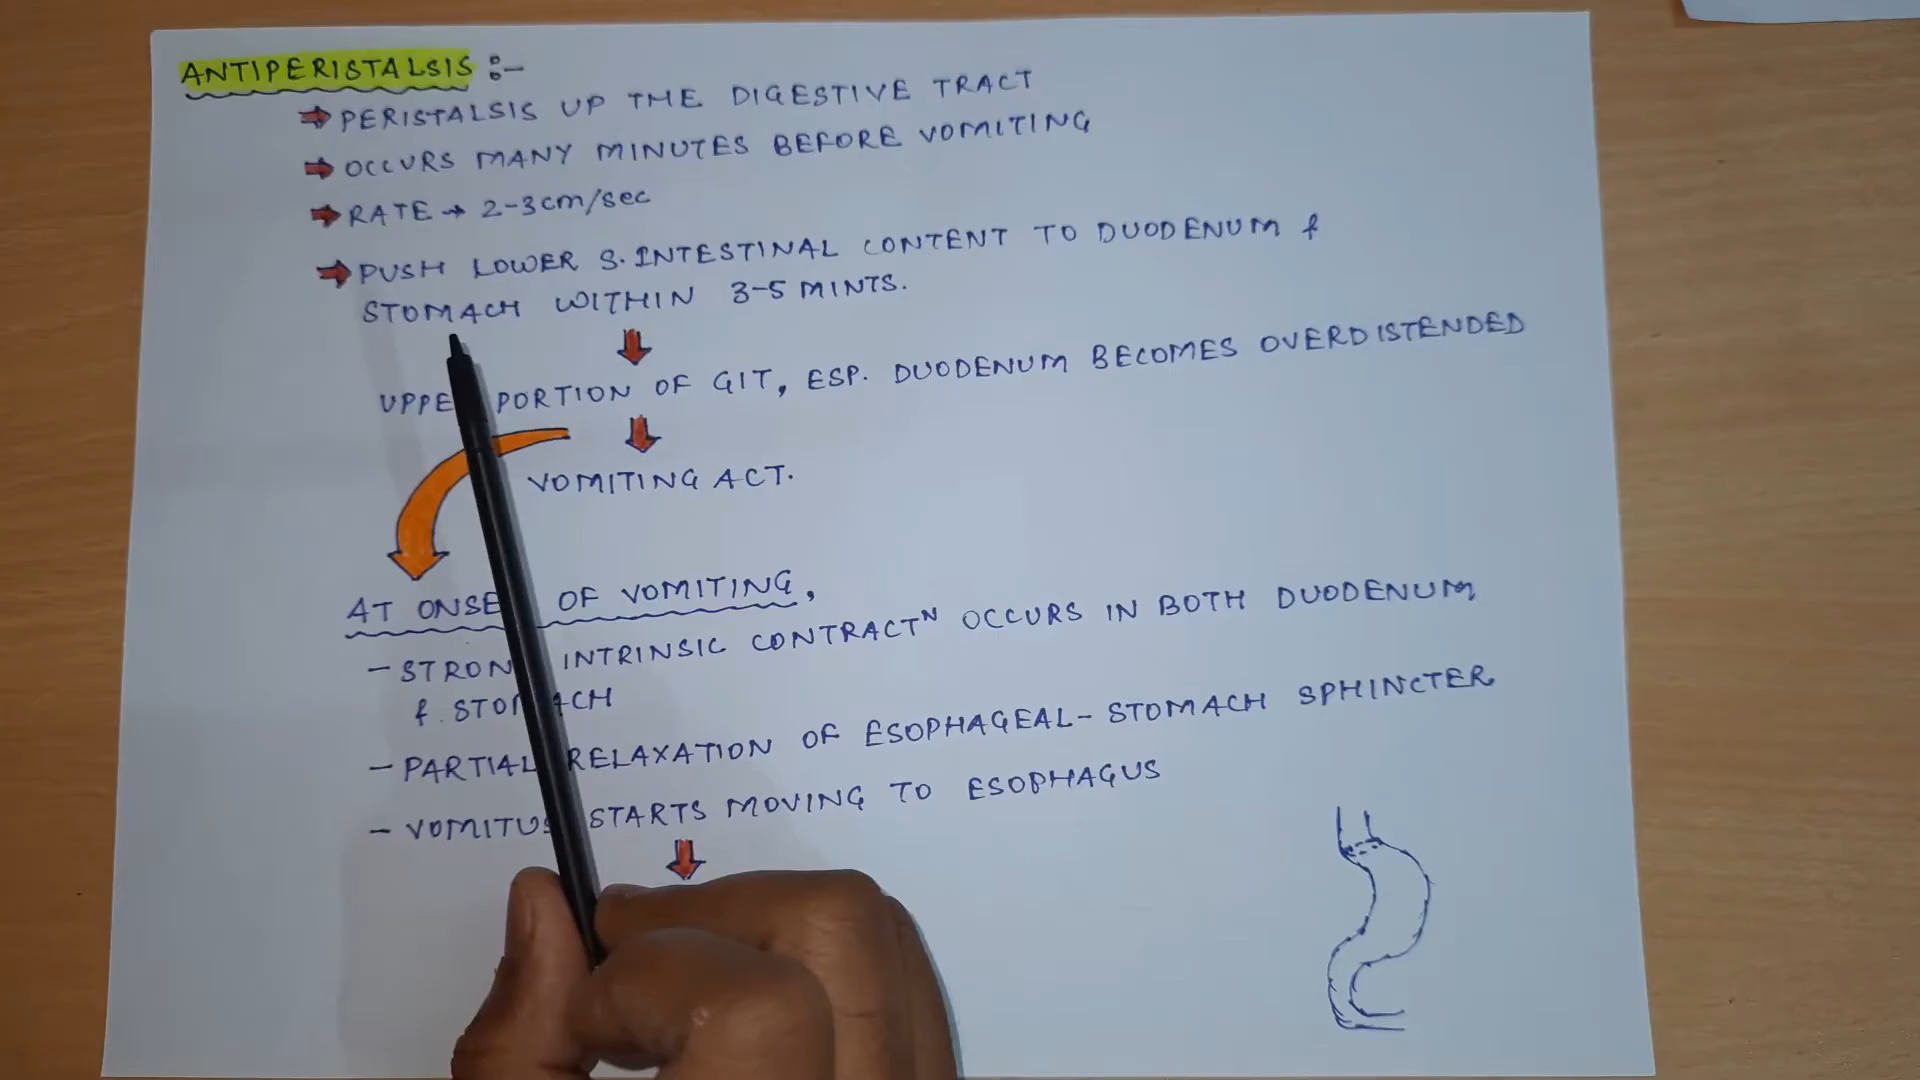 ANTIPERISTALSIS :-
→ PERISTALSIS UP THE DIGESTIVE TRACT
→ OCCURS MANY MINUTES BEFORE VOMITING
→ RATE → 2-3cm/sec
→ PUSH LOWER S. INTESTINAL CONTENT TO DUODENUM &
STOMACH WITHIN 3-5 MINTS.
UPPE PORTION OF GIT, ESP. DUODENUM BECOMES OVERDISTENDED
VOMITING ACT.
AT ONSE OF VOMITING,
- STRON INTRINSIC CONTRACTᴺ OCCURS IN BOTH DUODENUM
&. STOMACH
- PARTIAL RELAXATION OF ESOPHAGEAL-STOMACH SPHINCTER
- VOMITUS STARTS MOVING TO ESOPHAGUS